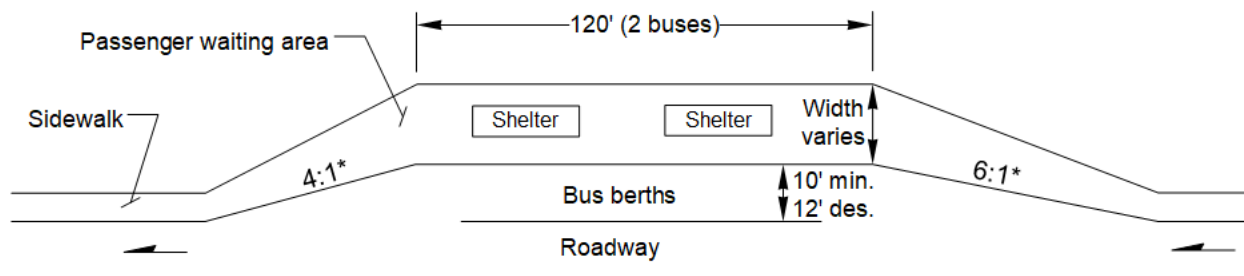 120' (2 buses)
Passenger waiting area
Sidewalk
Shelter
Shelter
Width
varies
4:1*
6:1*
Bus berths
10' min.
12' des.
Roadway